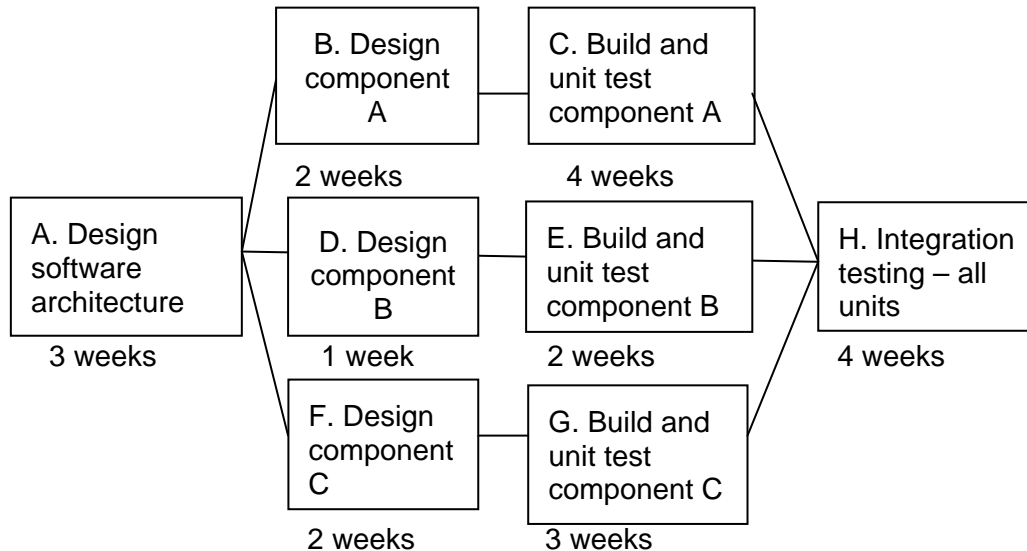 B. Design
component
A
2 weeks
C. Build and
unit test
component A
4 weeks
A. Design
software
architecture
3 weeks
D. Design
component
B
1 week
E. Build and
unit test
component B
2 weeks
H. Integration
testing – all
units
4 weeks
F. Design
component
C
2 weeks
G. Build and
unit test
component C
3 weeks